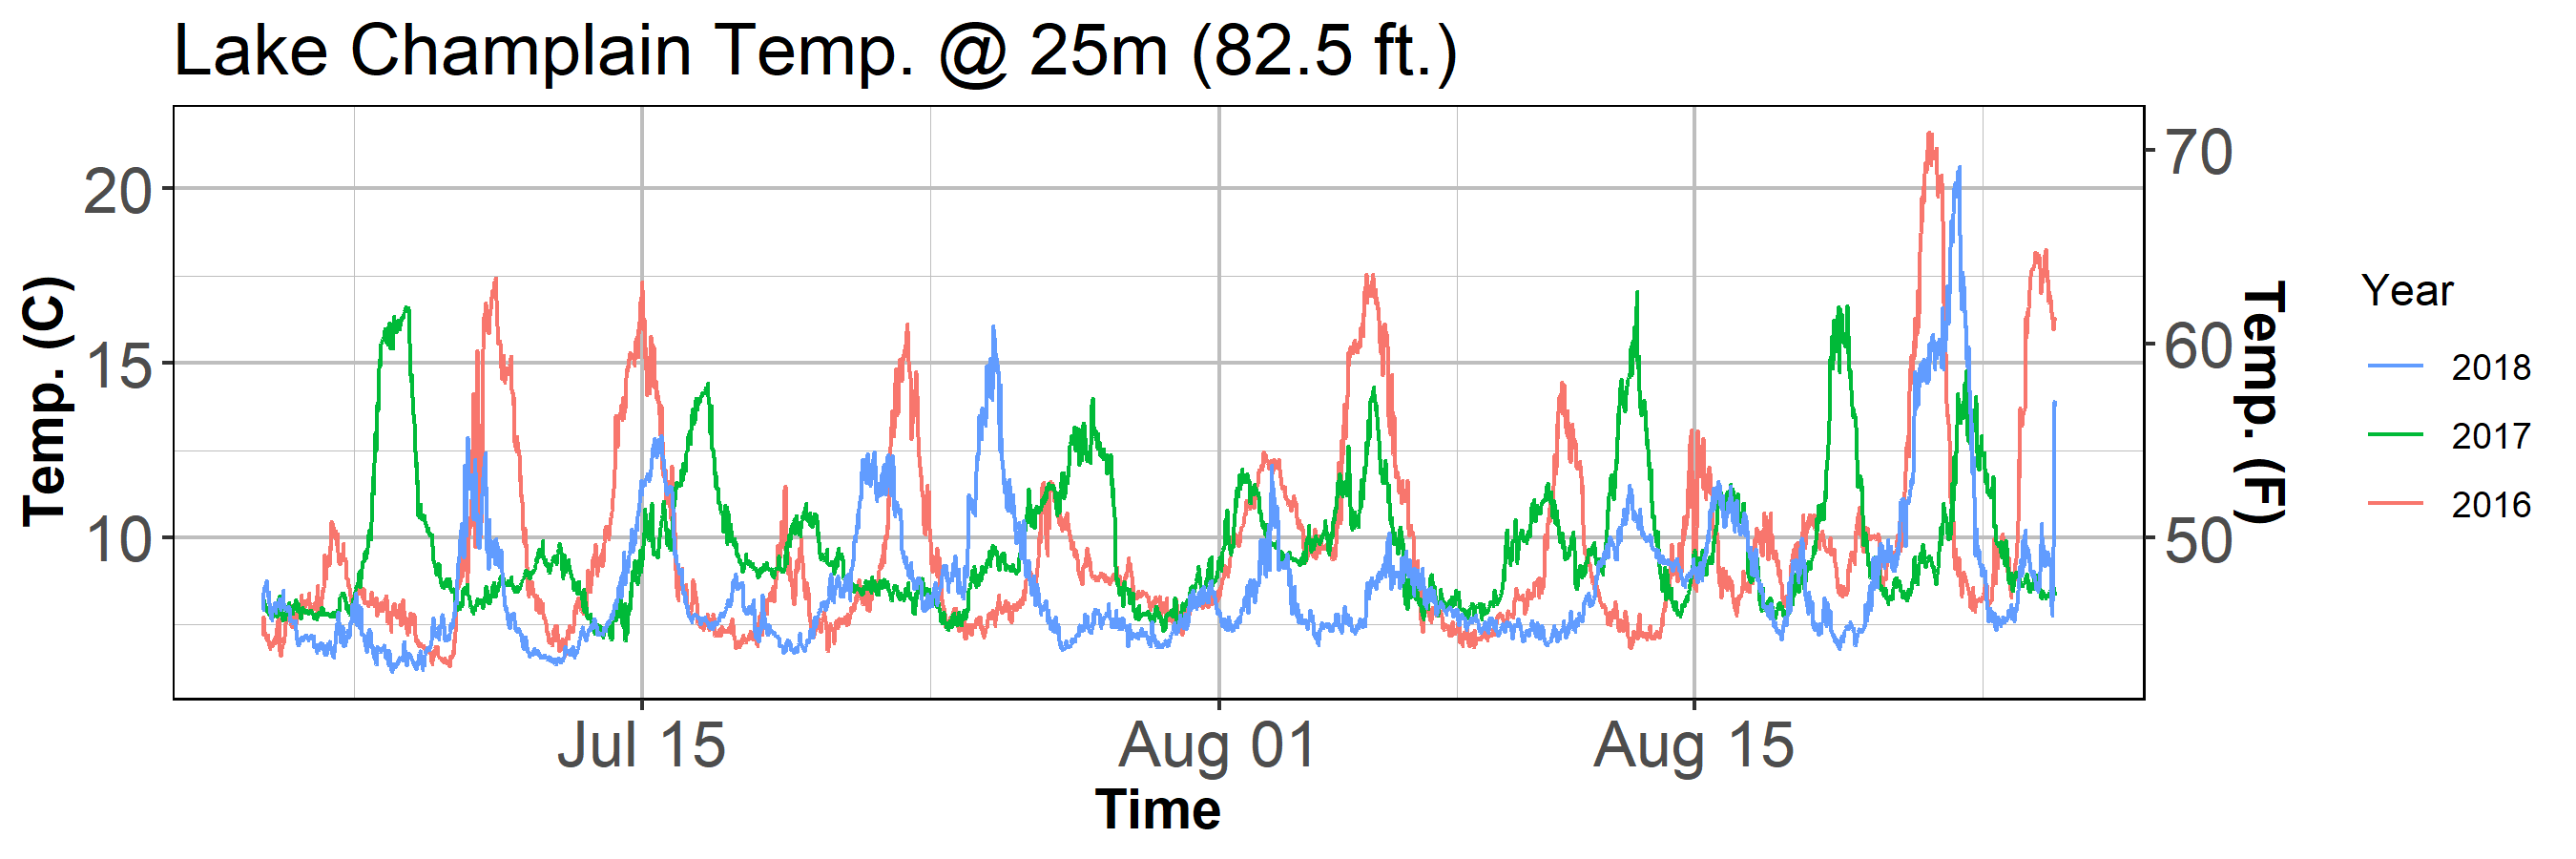 Lake Champlain Temp. @ 25m (82.5 ft.)
Temp. (C)
20
15
10
70
60
50
Temp. (F)
Jul 15
Aug 01
Aug 15
Time
Year
2018
2017
2016